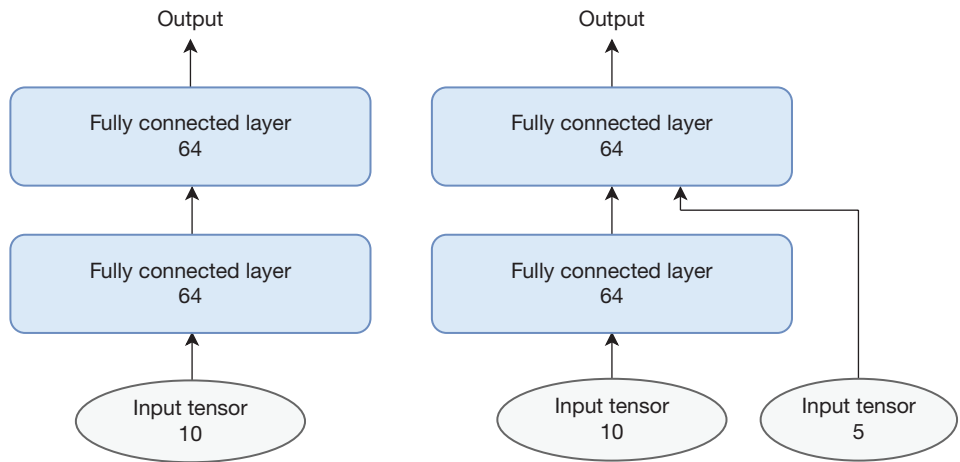 Output
Fully connected layer
64
Fully connected layer
64
Input tensor
10
Output
Fully connected layer
64
Fully connected layer
64
Input tensor
10
Input tensor
5